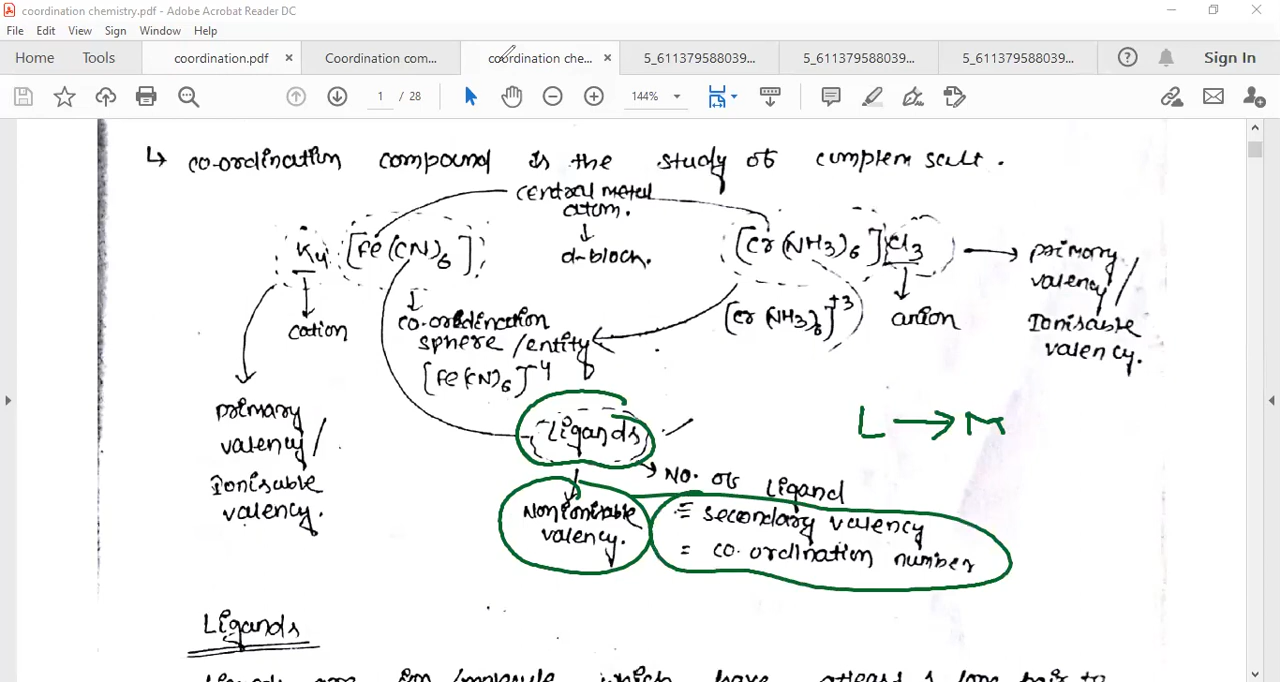 coordination chemistry.pdf - Adobe Acrobat Reader DC
File Edit View Sign Window Help
Home Tools coordination.pdf × Coordination com... coordination che... × 5_611379588039... 5_611379588039... 5_611379588039... Sign In
1 / 28 144%
↳ co-ordination compound is the study of complem salt.
central metal
atom.
↓
d-block.
K4 [Fe(CN)6]
[Cr(NH3)6]Cl3
cation
co-ordination
sphere/entity
[Fe(CN)6]-4
[Cr(NH3)6]+3
anion
primary
valency/
Ionisable
valency.
primary
valency/
Ionisable
valency.
Ligands
L → M
NO. of Ligand
= secondary valency
= co-ordination number
Nonionisable
valency.
Ligands